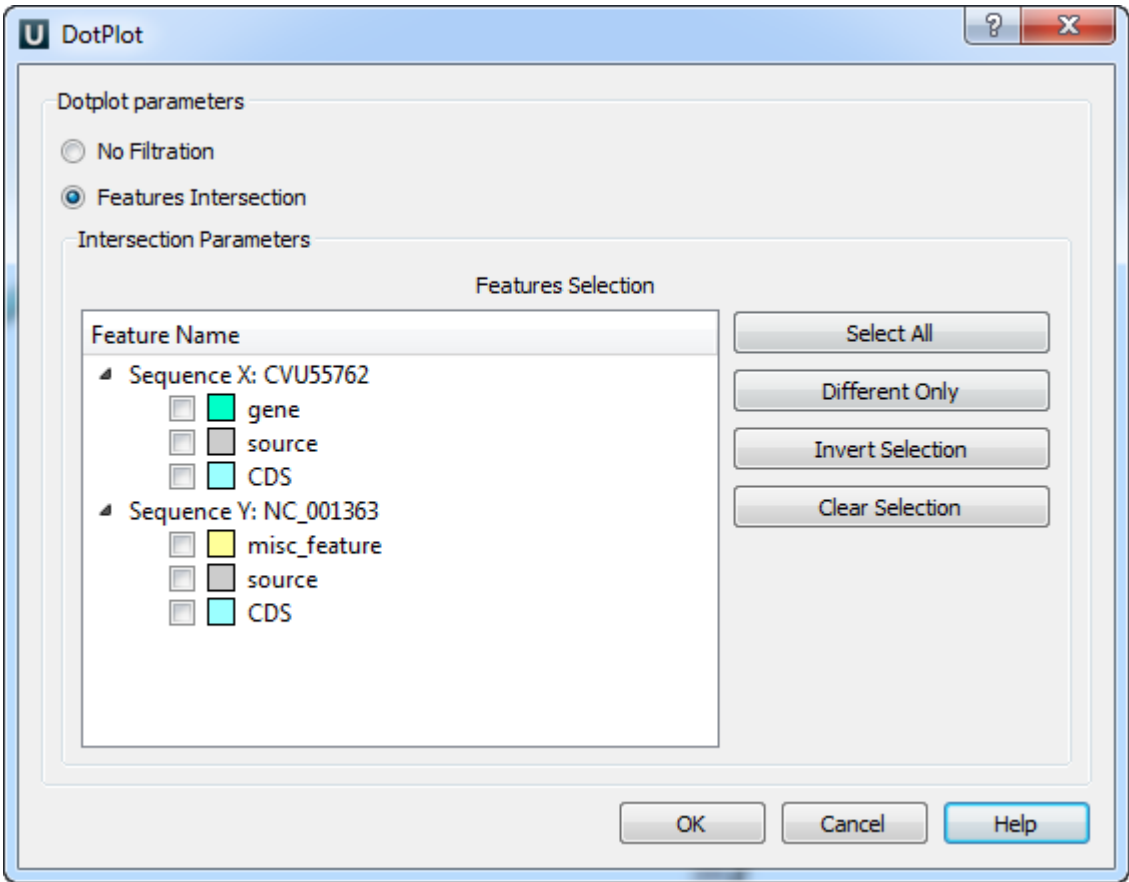 U DotPlot
?
X
Dotplot parameters
No Filtration
Features Intersection
Intersection Parameters
Features Selection
Feature Name
Select All
Sequence X: CVU55762
Different Only
gene
source
Invert Selection
CDS
Clear Selection
Sequence Y: NC_001363
misc_feature
source
CDS
OK Cancel Help